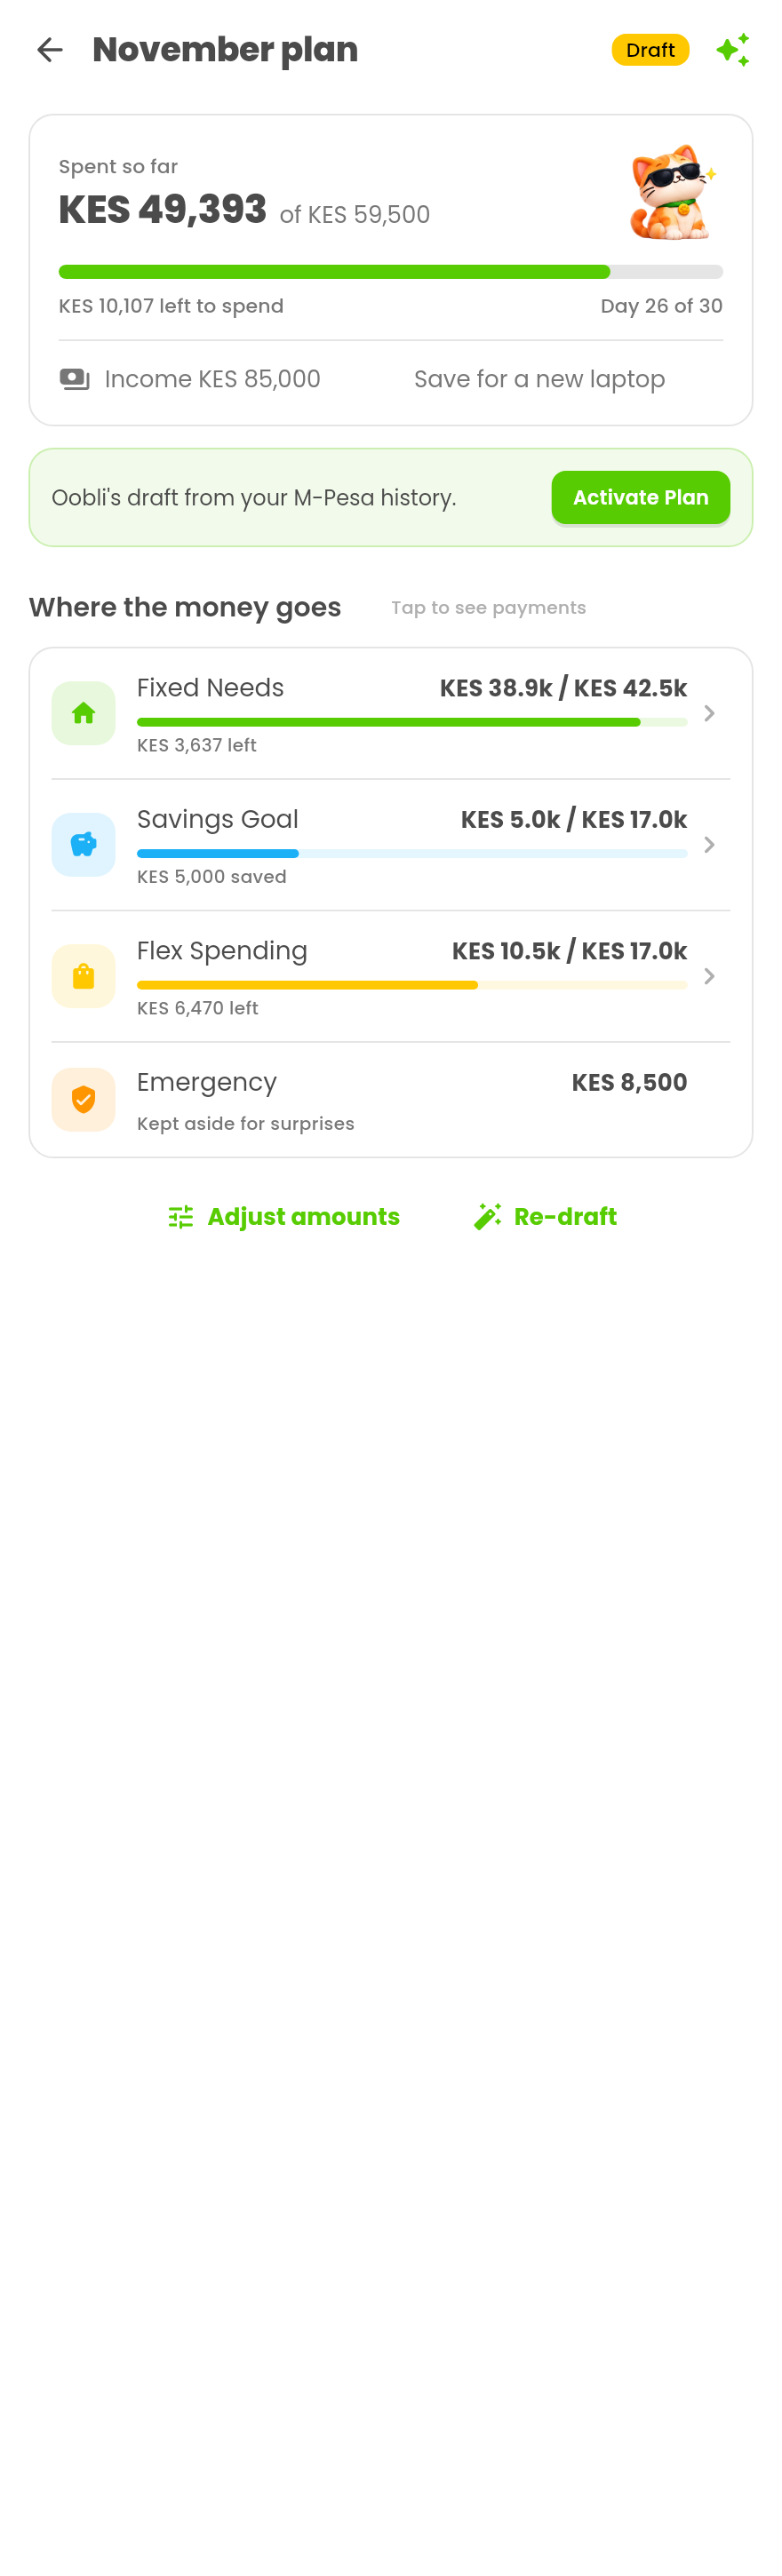 November plan
Draft
Spent so far
KES 49,393 of KES 59,500
KES 10,107 left to spend
Day 26 of 30
Income KES 85,000
Save for a new laptop
Oobli's draft from your M-Pesa history.
Activate Plan
Where the money goes
Tap to see payments
Fixed Needs
KES 38.9k / KES 42.5k
KES 3,637 left
Savings Goal
KES 5.0k / KES 17.0k
KES 5,000 saved
Flex Spending
KES 10.5k / KES 17.0k
KES 6,470 left
Emergency
KES 8,500
Kept aside for surprises
Adjust amounts
Re-draft